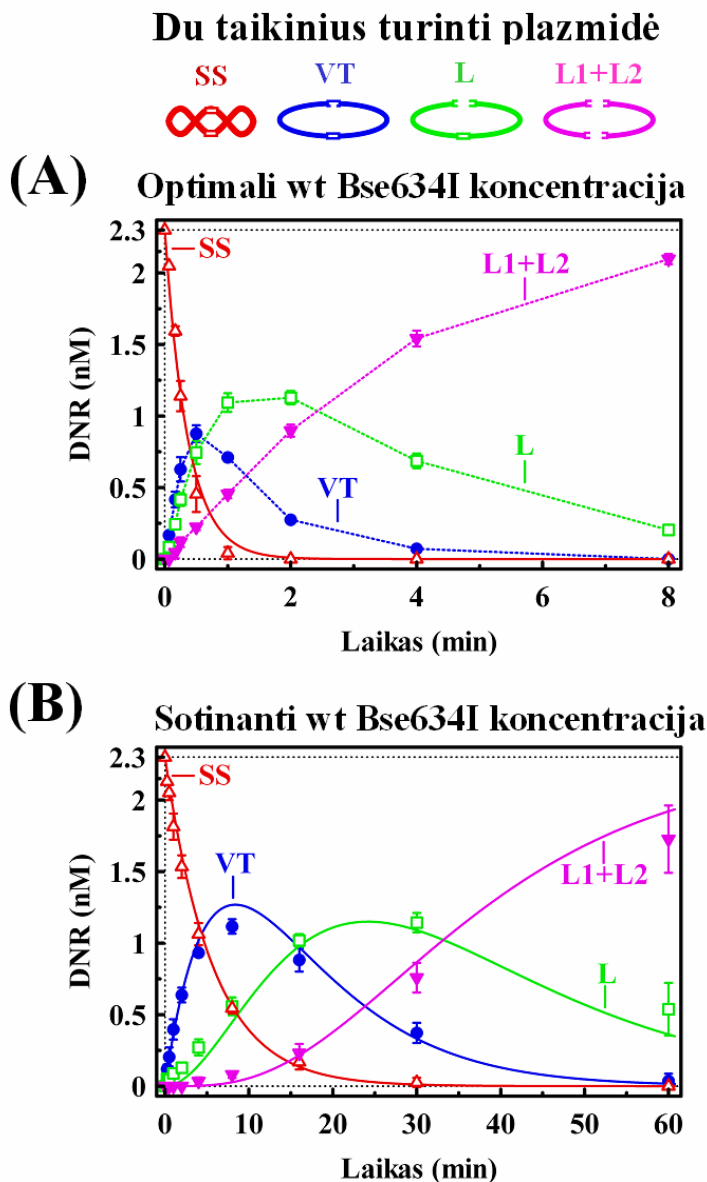 Du taikinius turinti plazmidė
SS VT L L1+L2
(A)
Optimali wt Bse634I koncentracija
2.3
2
1.5
1
0.5
0
DNR (nM)
SS
L1+L2
L
VT
0 2 4 6 8
Laikas (min)
(B)
Sotinanti wt Bse634I koncentracija
2.3
2
1.5
1
0.5
0
DNR (nM)
SS
VT
L1+L2
L
0 10 20 30 40 50 60
Laikas (min)